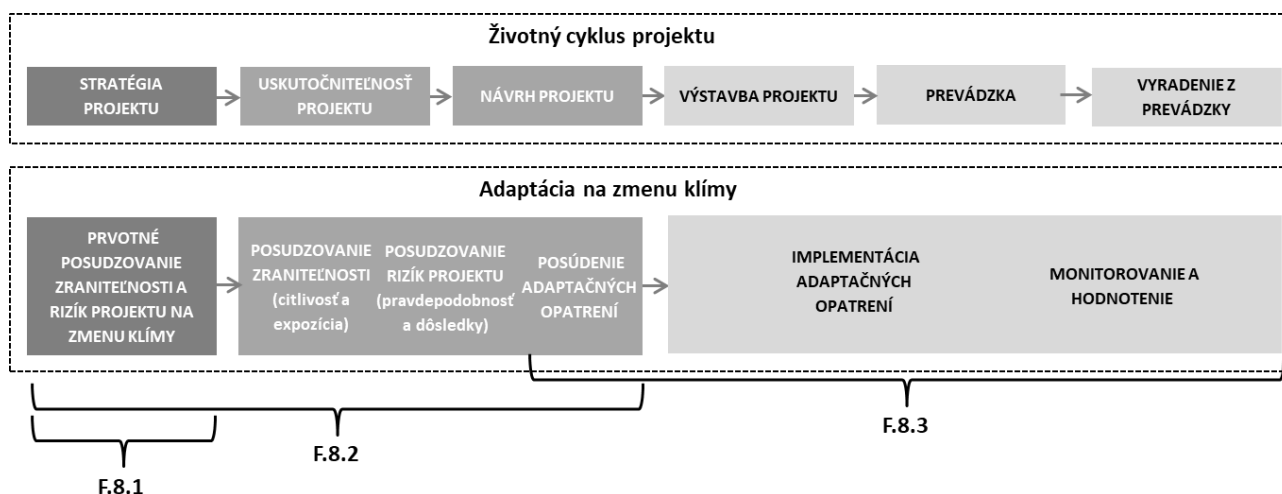 Životný cyklus projektu
STRATÉGIA
PROJEKTU
USKUTOČNITEĽNOSŤ
PROJEKTU
NÁVRH PROJEKTU
VÝSTAVBA PROJEKTU
PREVÁDZKA
VYRADENIE Z
PREVÁDZKY
Adaptácia na zmenu klímy
PRVOTNÉ
POSUDZOVANIE
ZRANITEĽNOSTI A
RIZÍK PROJEKTU NA
ZMENU KLÍMY
POSUDZOVANIE
ZRANITEĽNOSTI
(citlivosť a
expozícia)
POSUDZOVANIE
RIZÍK PROJEKTU
(pravdepodobnosť
a dôsledky)
POSÚDENIE
ADAPTAČNÝCH
OPATRENÍ
IMPLEMENTÁCIA
ADAPTAČNÝCH
OPATRENÍ
MONITOROVANIE A
HODNOTENIE
F.8.1
F.8.2
F.8.3